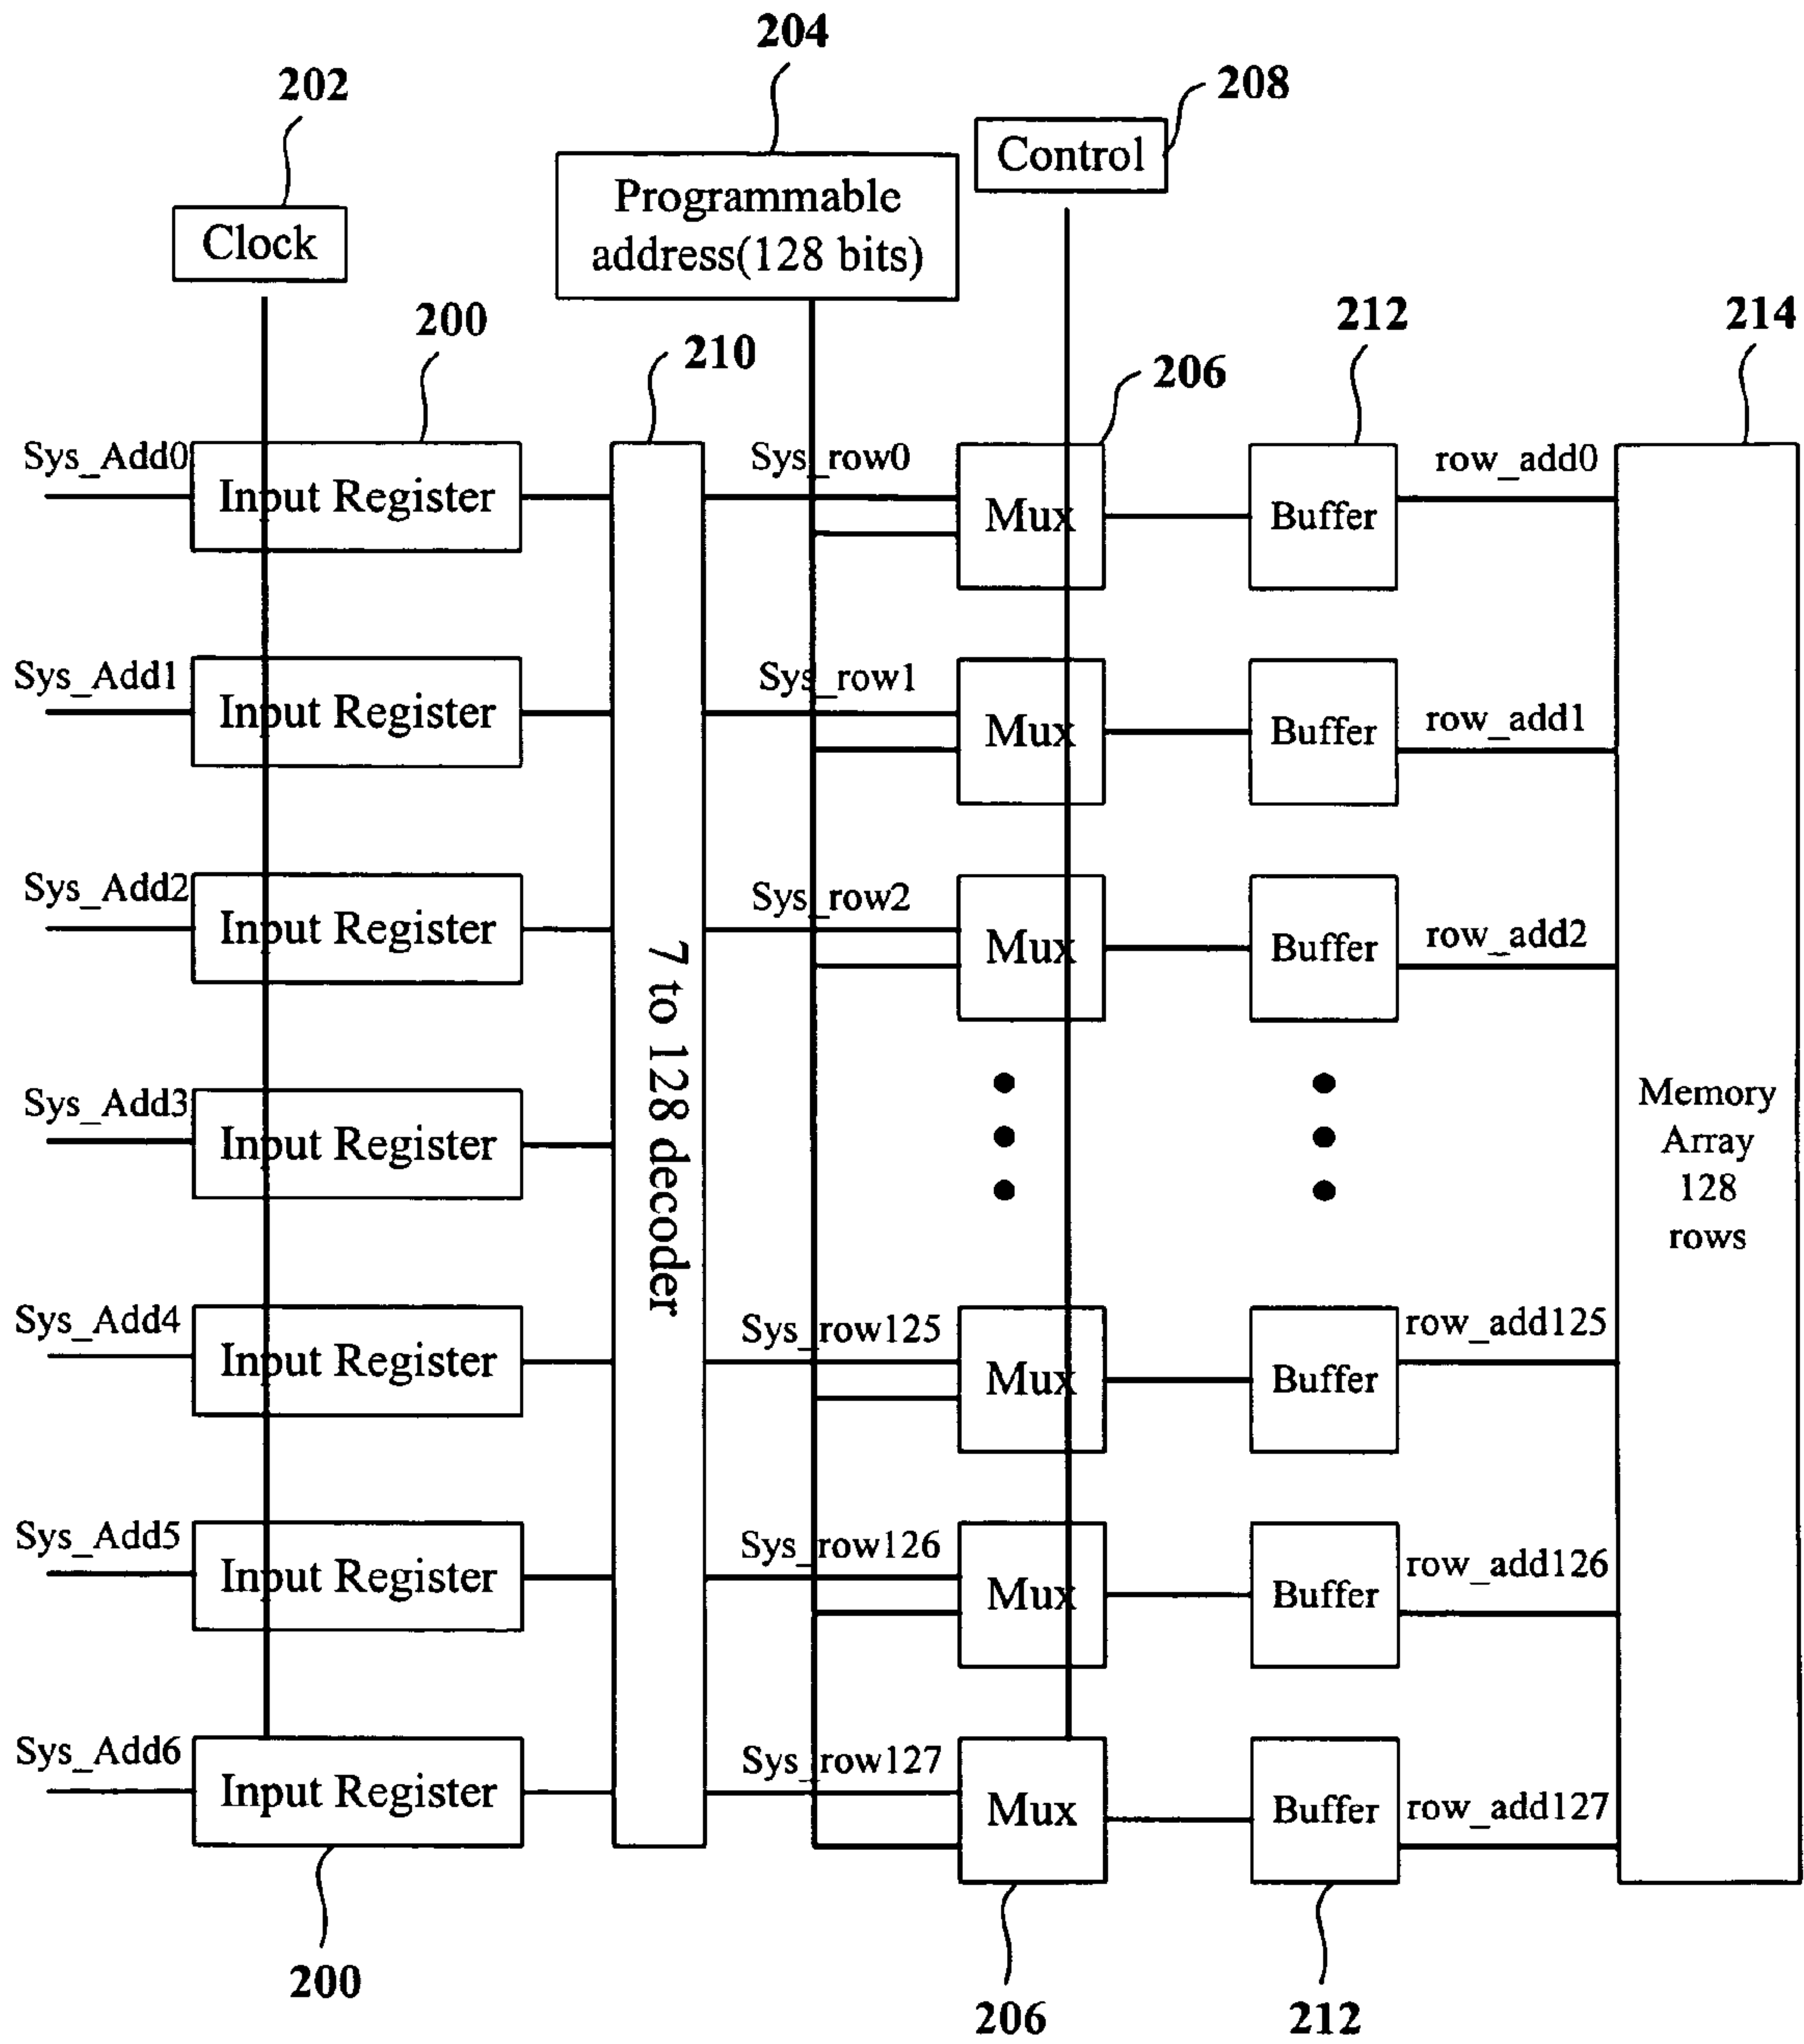 204
202
208
Control
Programmable
address(128 bits)
Clock
200
210
206
212
214
Sys_Add0
Input Register
Sys_row0
Mux
Buffer
row_add0
Sys_Add1
Input Register
Sys_row1
Mux
Buffer
row_add1
Sys_Add2
Input Register
Sys_row2
Mux
Buffer
row_add2
7 to 128 decoder
Sys_Add3
Input Register
Memory
Array
128
rows
Sys_Add4
Input Register
Sys_row125
Mux
Buffer
row_add125
Sys_Add5
Input Register
Sys_row126
Mux
Buffer
row_add126
Sys_Add6
Input Register
Sys_row127
Mux
Buffer
row_add127
200
206
212